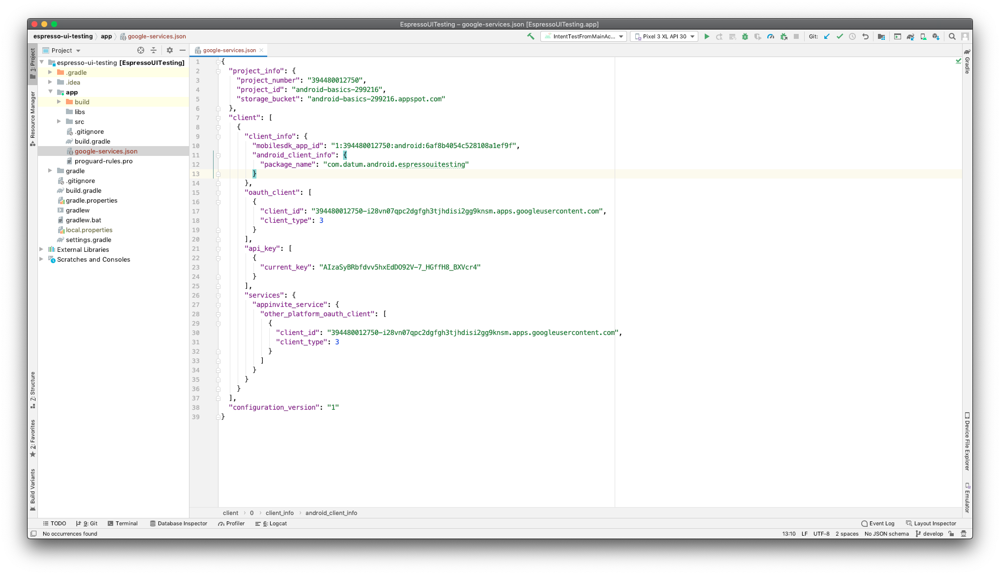 EspressoUITesting – google-services.json [EspressoUITesting.app]
espresso-ui-testing app google-services.json IntentTestFromMainAc... Pixel 3 XL API 30 Git:
Project google-services.json
1: Project
Resource Manager
7: Structure
2: Favorites
Build Variants
espresso-ui-testing [EspressoUITesting]
.gradle
.idea
app
build
libs
src
.gitignore
build.gradle
google-services.json
proguard-rules.pro
gradle
.gitignore
build.gradle
gradle.properties
gradlew
gradlew.bat
local.properties
settings.gradle
External Libraries
Scratches and Consoles
1 {
2 "project_info": {
3 "project_number": "394480012750",
4 "project_id": "android-basics-299216",
5 "storage_bucket": "android-basics-299216.appspot.com"
6 },
7 "client": [
8 {
9 "client_info": {
10 "mobilesdk_app_id": "1:394480012750:android:6af8b4054c528108a1ef9f",
11 "android_client_info": {
12 "package_name": "com.datum.android.espressouitesting"
13 }
14 },
15 "oauth_client": [
16 {
17 "client_id": "394480012750-i28vn07qpc2dgfgh3tjhdisi2gg9knsm.apps.googleusercontent.com",
18 "client_type": 3
19 }
20 ],
21 "api_key": [
22 {
23 "current_key": "AIzaSyBRbfdvv5hxEdDO92V-7_HGffH8_BXVcr4"
24 }
25 ],
26 "services": {
27 "appinvite_service": {
28 "other_platform_oauth_client": [
29 {
30 "client_id": "394480012750-i28vn07qpc2dgfgh3tjhdisi2gg9knsm.apps.googleusercontent.com",
31 "client_type": 3
32 }
33 ]
34 }
35 }
36 }
37 ],
38 "configuration_version": "1"
39 }
Gradle
Device File Explorer
Emulator
client 0 client_info android_client_info
TODO 9: Git Terminal Database Inspector Profiler 6: Logcat Event Log Layout Inspector
No occurrences found 13:10 LF UTF-8 2 spaces No JSON schema develop